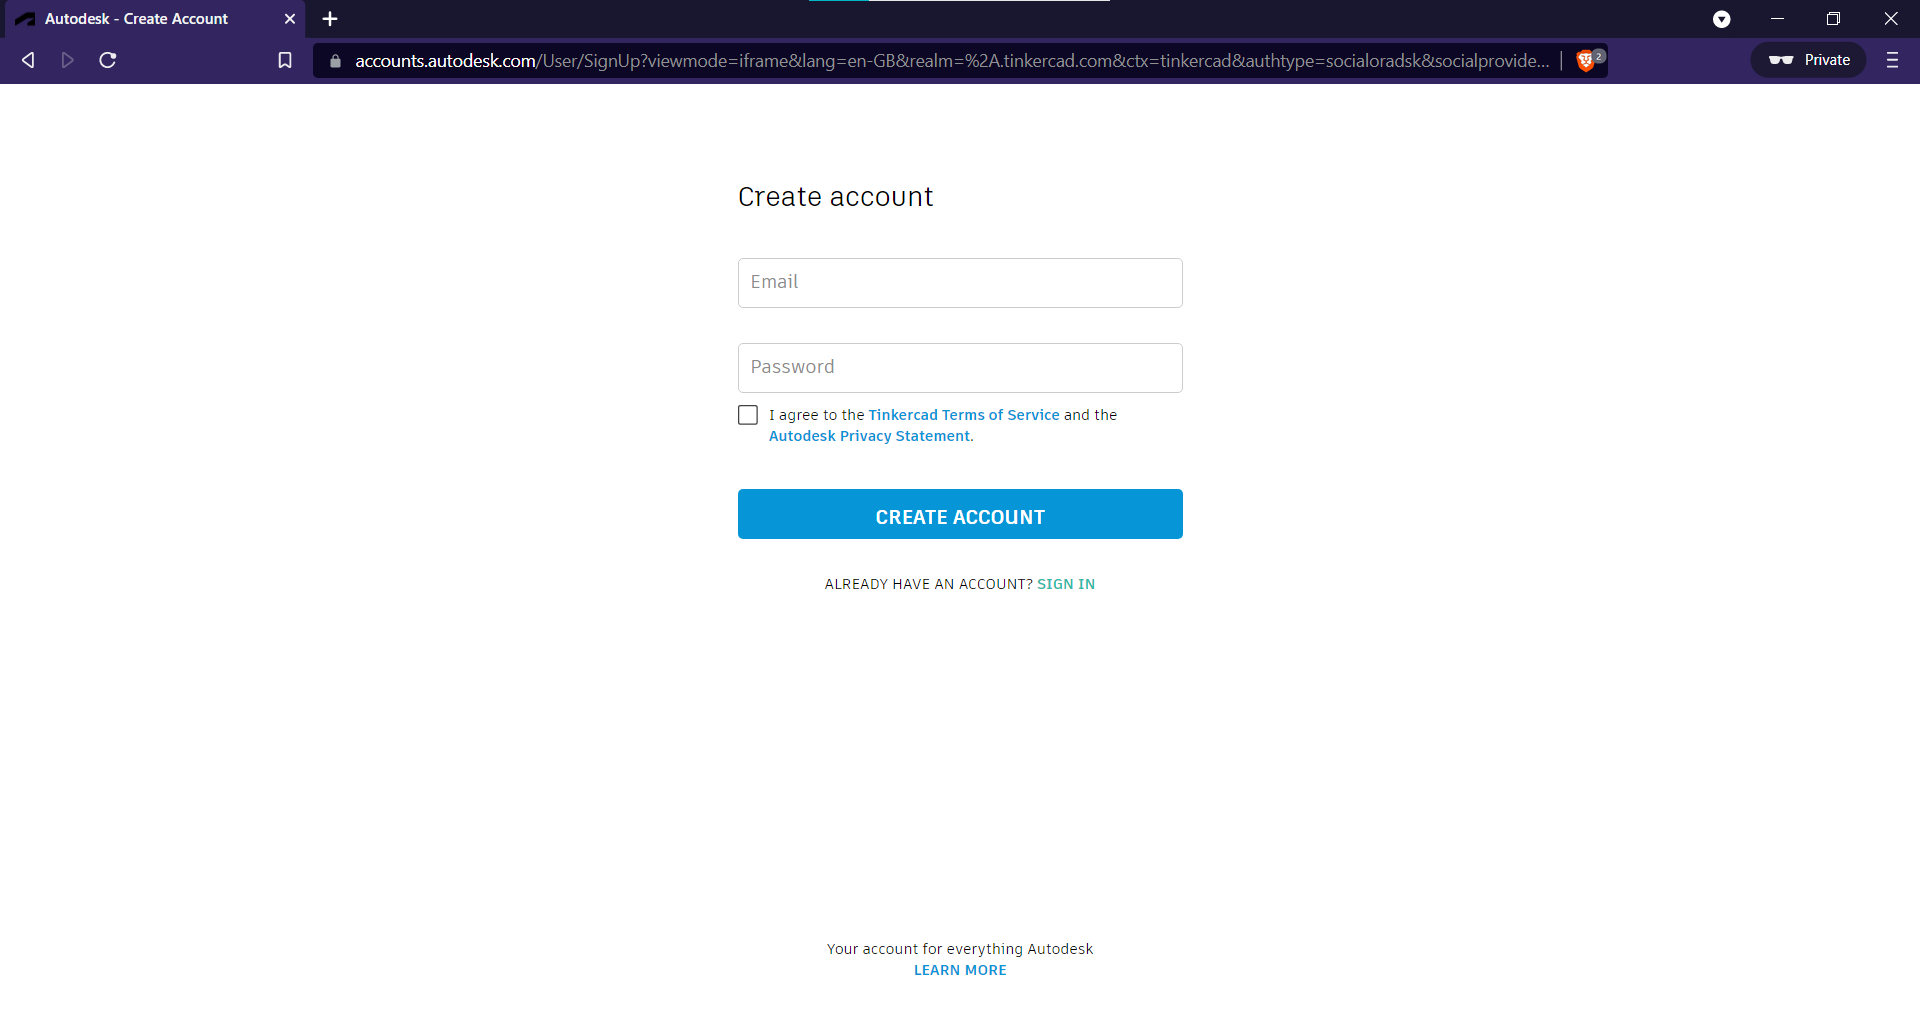 Autodesk - Create Account
accounts.autodesk.com/User/SignUp?viewmode=iframe&lang=en-GB&realm=%2A.tinkercad.com&ctx=tinkercad&authtype=socialoradsk&socialprovide...
2
Private
Create account
Email
Password
I agree to the Tinkercad Terms of Service and the
Autodesk Privacy Statement.
CREATE ACCOUNT
ALREADY HAVE AN ACCOUNT? SIGN IN
Your account for everything Autodesk
LEARN MORE